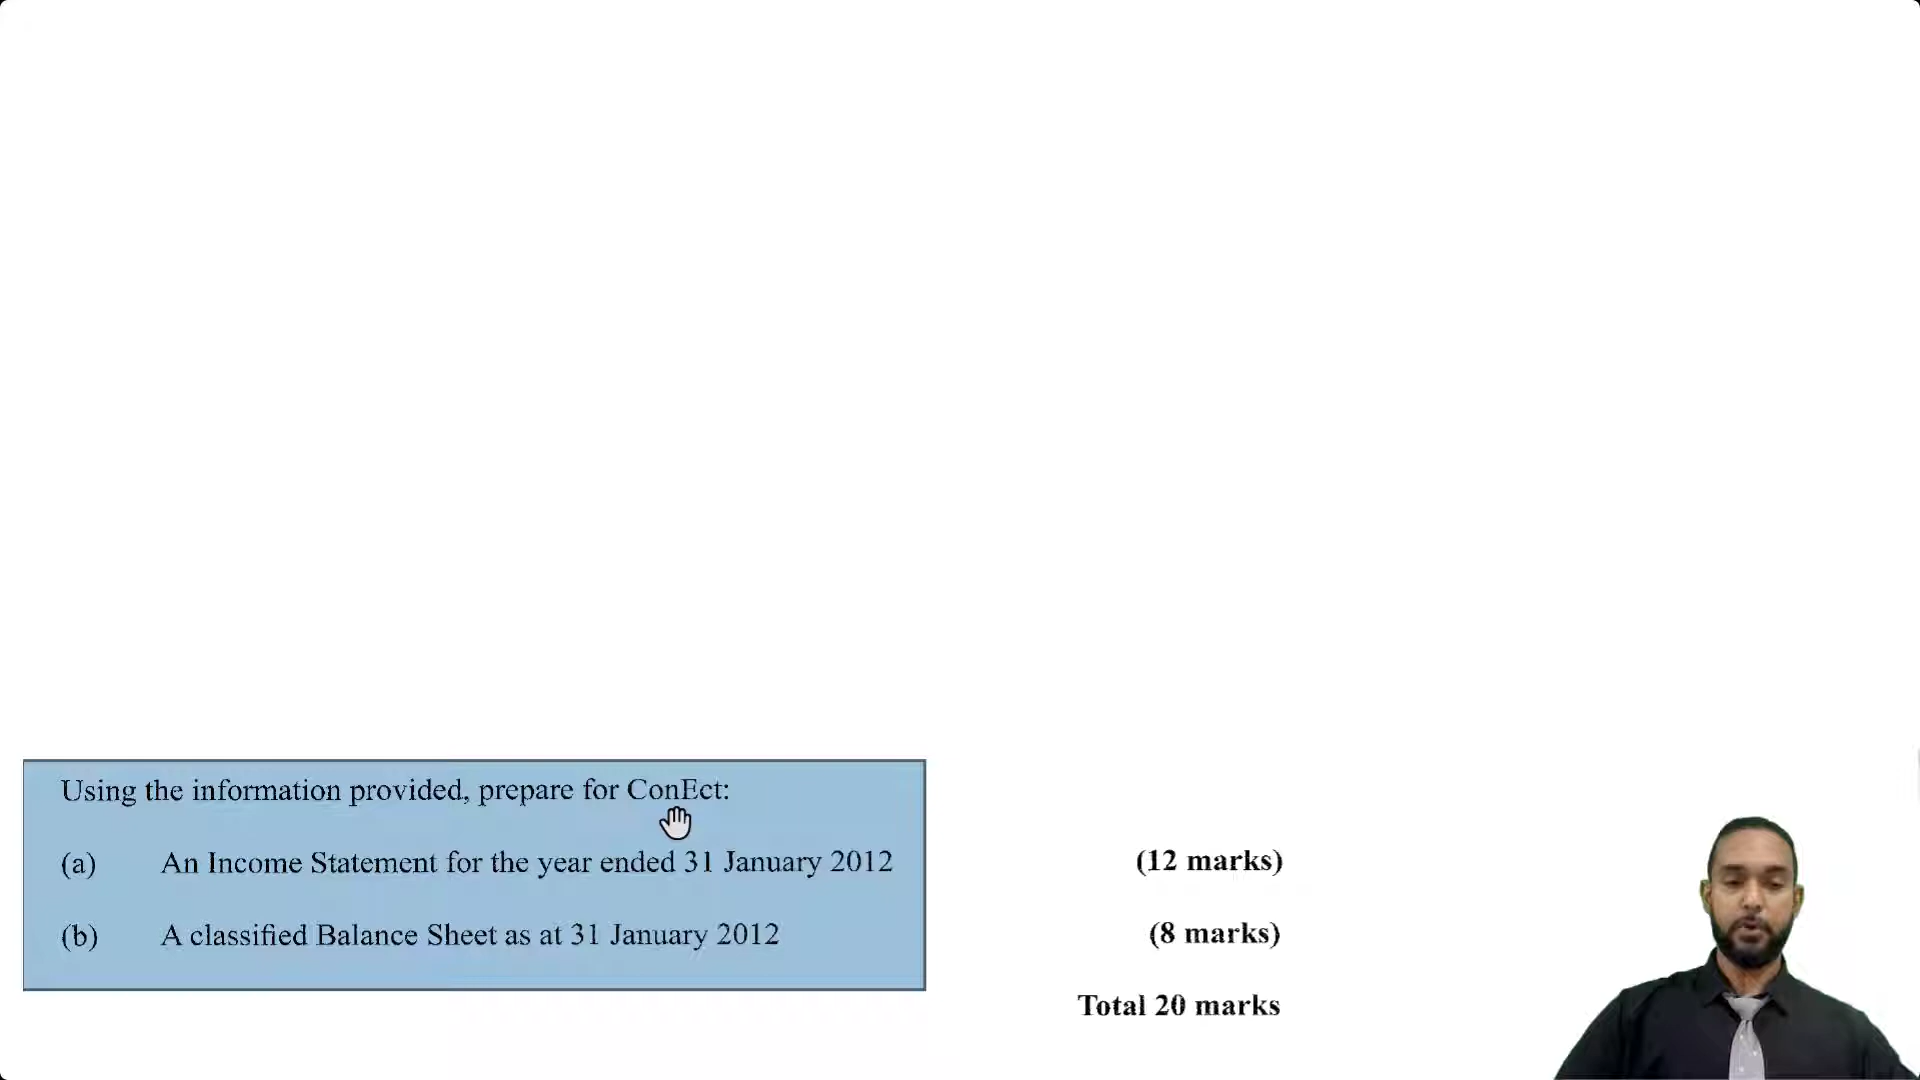 Using the information provided, prepare for ConEct:
(a) An Income Statement for the year ended 31 January 2012 (12 marks)
(b) A classified Balance Sheet as at 31 January 2012 (8 marks)
Total 20 marks